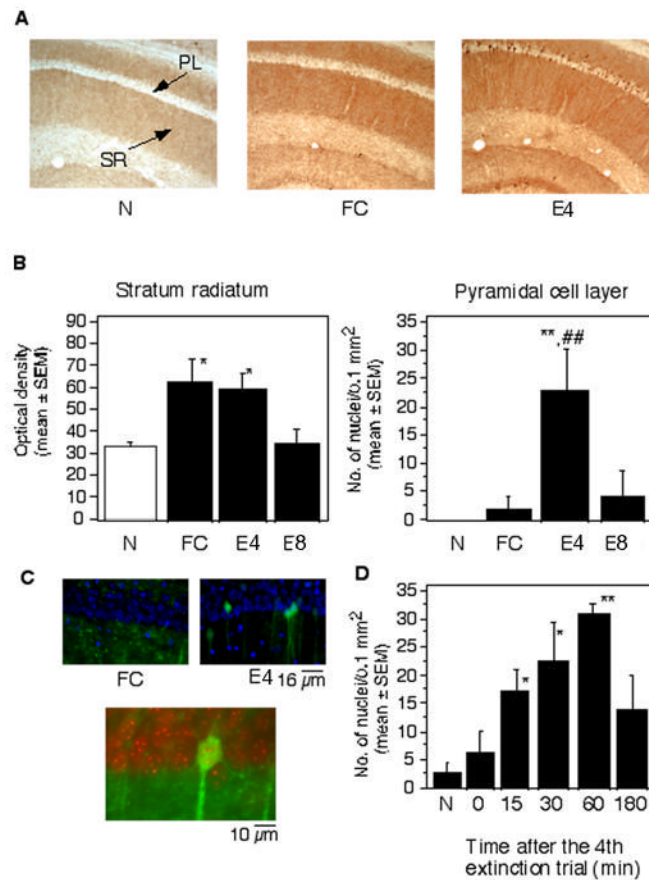 A
PL
SR
N
FC
E4
B
Stratum radiatum
Optical density
(mean ± SEM)
90
80
70
60
50
40
30
20
10
0
*
*
N
FC
E4
E8
Pyramidal cell layer
No. of nuclei/0.1 mm²
(mean ± SEM)
35
30
25
20
15
10
5
0
**,##
N
FC
E4
E8
C
FC
E4
16 µm
10 µm
D
No. of nuclei/0.1 mm²
(mean ± SEM)
35
30
25
20
15
10
5
0
*
*
**
N
0
15
30
60
180
Time after the 4th
extinction trial (min)